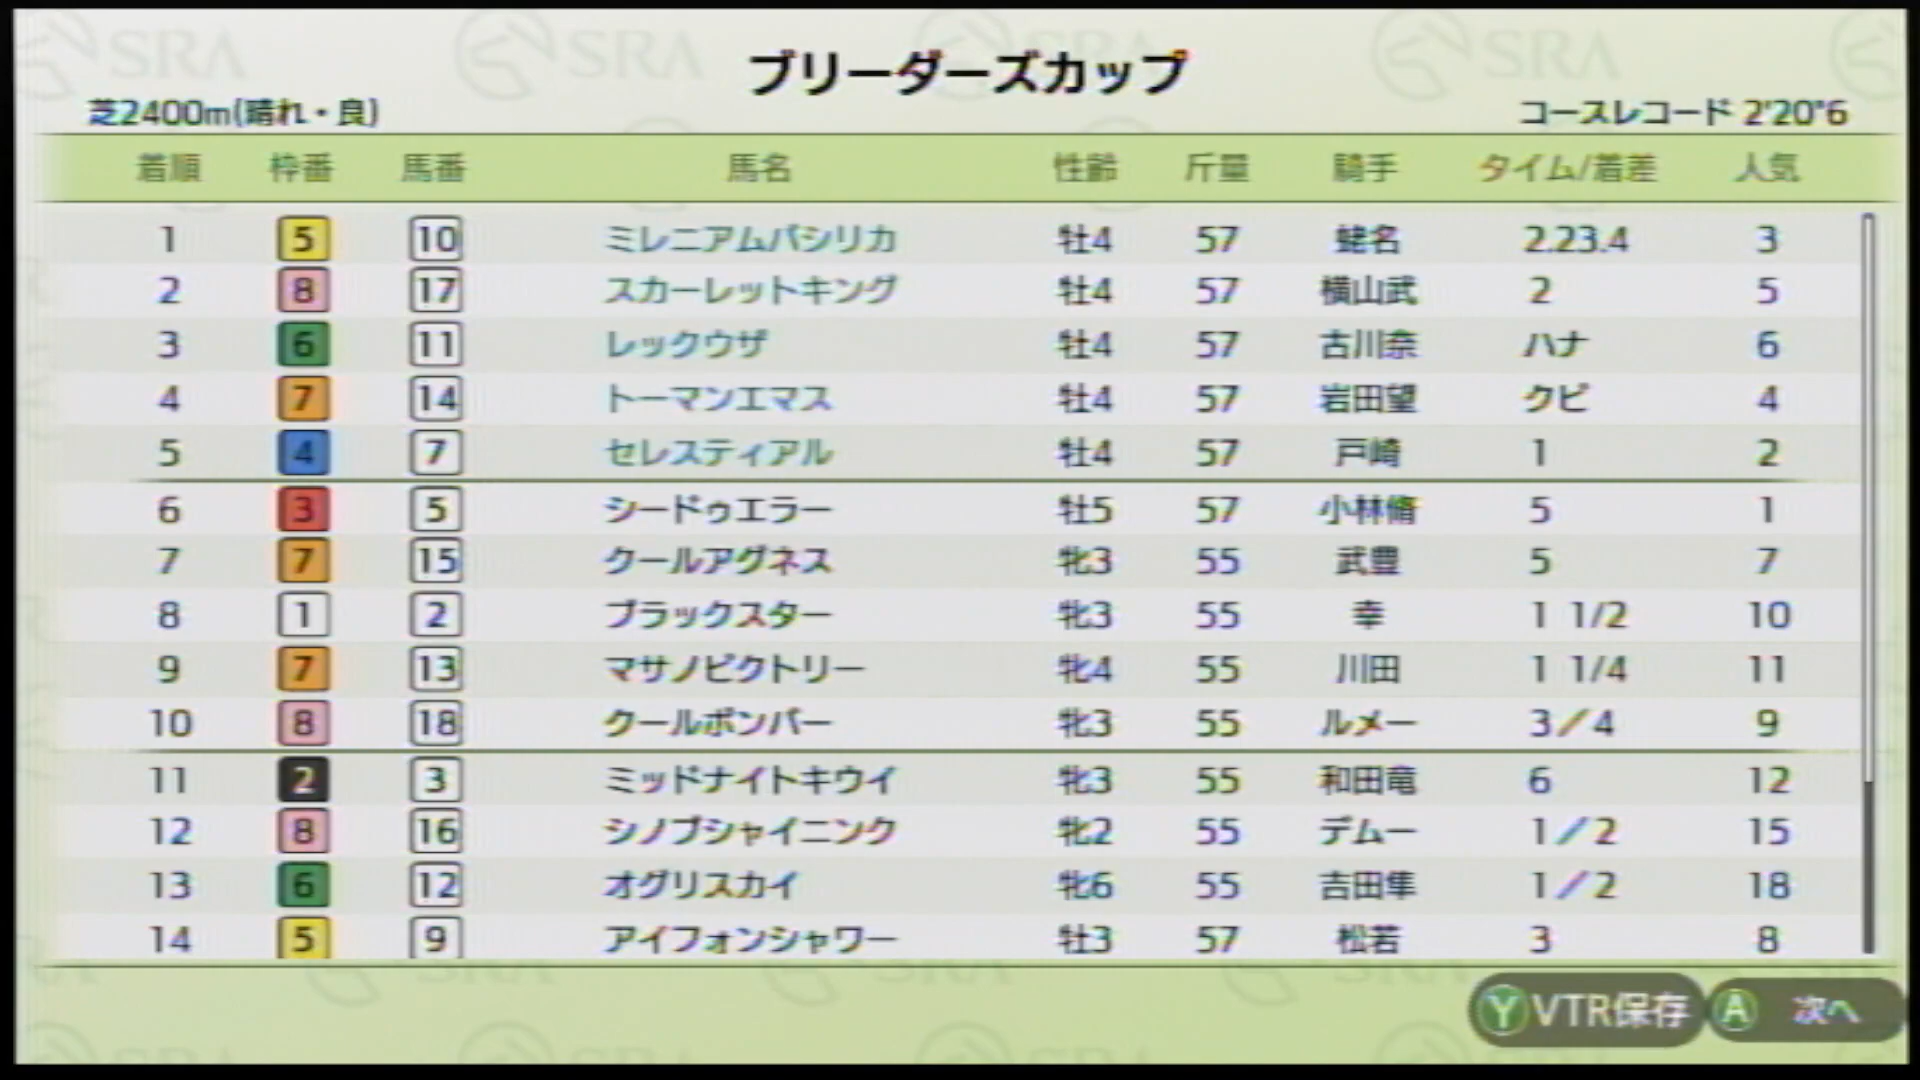 ブリーダーズカップ
芝2400m(晴れ・良) コースレコード 2'20"6
着順 枠番 馬番 馬名 性齢 斤量 騎手 タイム/着差 人気
1 5 10 ミレニアムバシリカ 牡4 57 蛯名 2.23.4 3
2 8 17 スカーレットキング 牡4 57 横山武 2 5
3 6 11 レックウザ 牡4 57 古川奈 ハナ 6
4 7 14 トーマンエマス 牡4 57 岩田望 クビ 4
5 4 7 セレスティアル 牡4 57 戸崎 1 2
6 3 5 シードゥエラー 牡5 57 小林脩 5 1
7 7 15 クールアグネス 牝3 55 武豊 5 7
8 1 2 ブラックスター 牝3 55 幸 1 1/2 10
9 7 13 マサノビクトリー 牝4 55 川田 1 1/4 11
10 8 18 クールボンバー 牝3 55 ルメー 3/4 9
11 2 3 ミッドナイトキウイ 牝3 55 和田竜 6 12
12 8 16 シノブシャイニング 牝2 55 デムー 1/2 15
13 6 12 オグリスカイ 牝6 55 吉田隼 1/2 18
14 5 9 アイフォンシャワー 牡3 57 松若 3 8
Y VTR保存 A 次へ
SRA